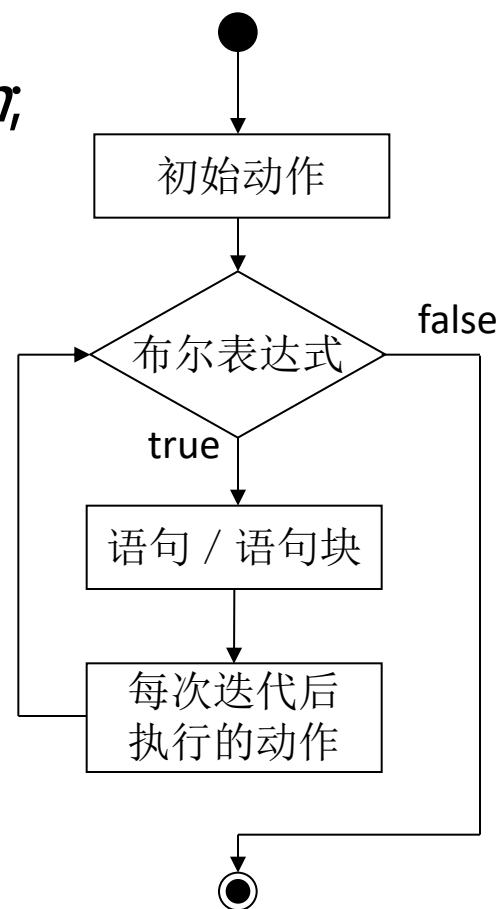 n;
初始动作
布尔表达式
false
true
语句 / 语句块
每次迭代后
执行的动作